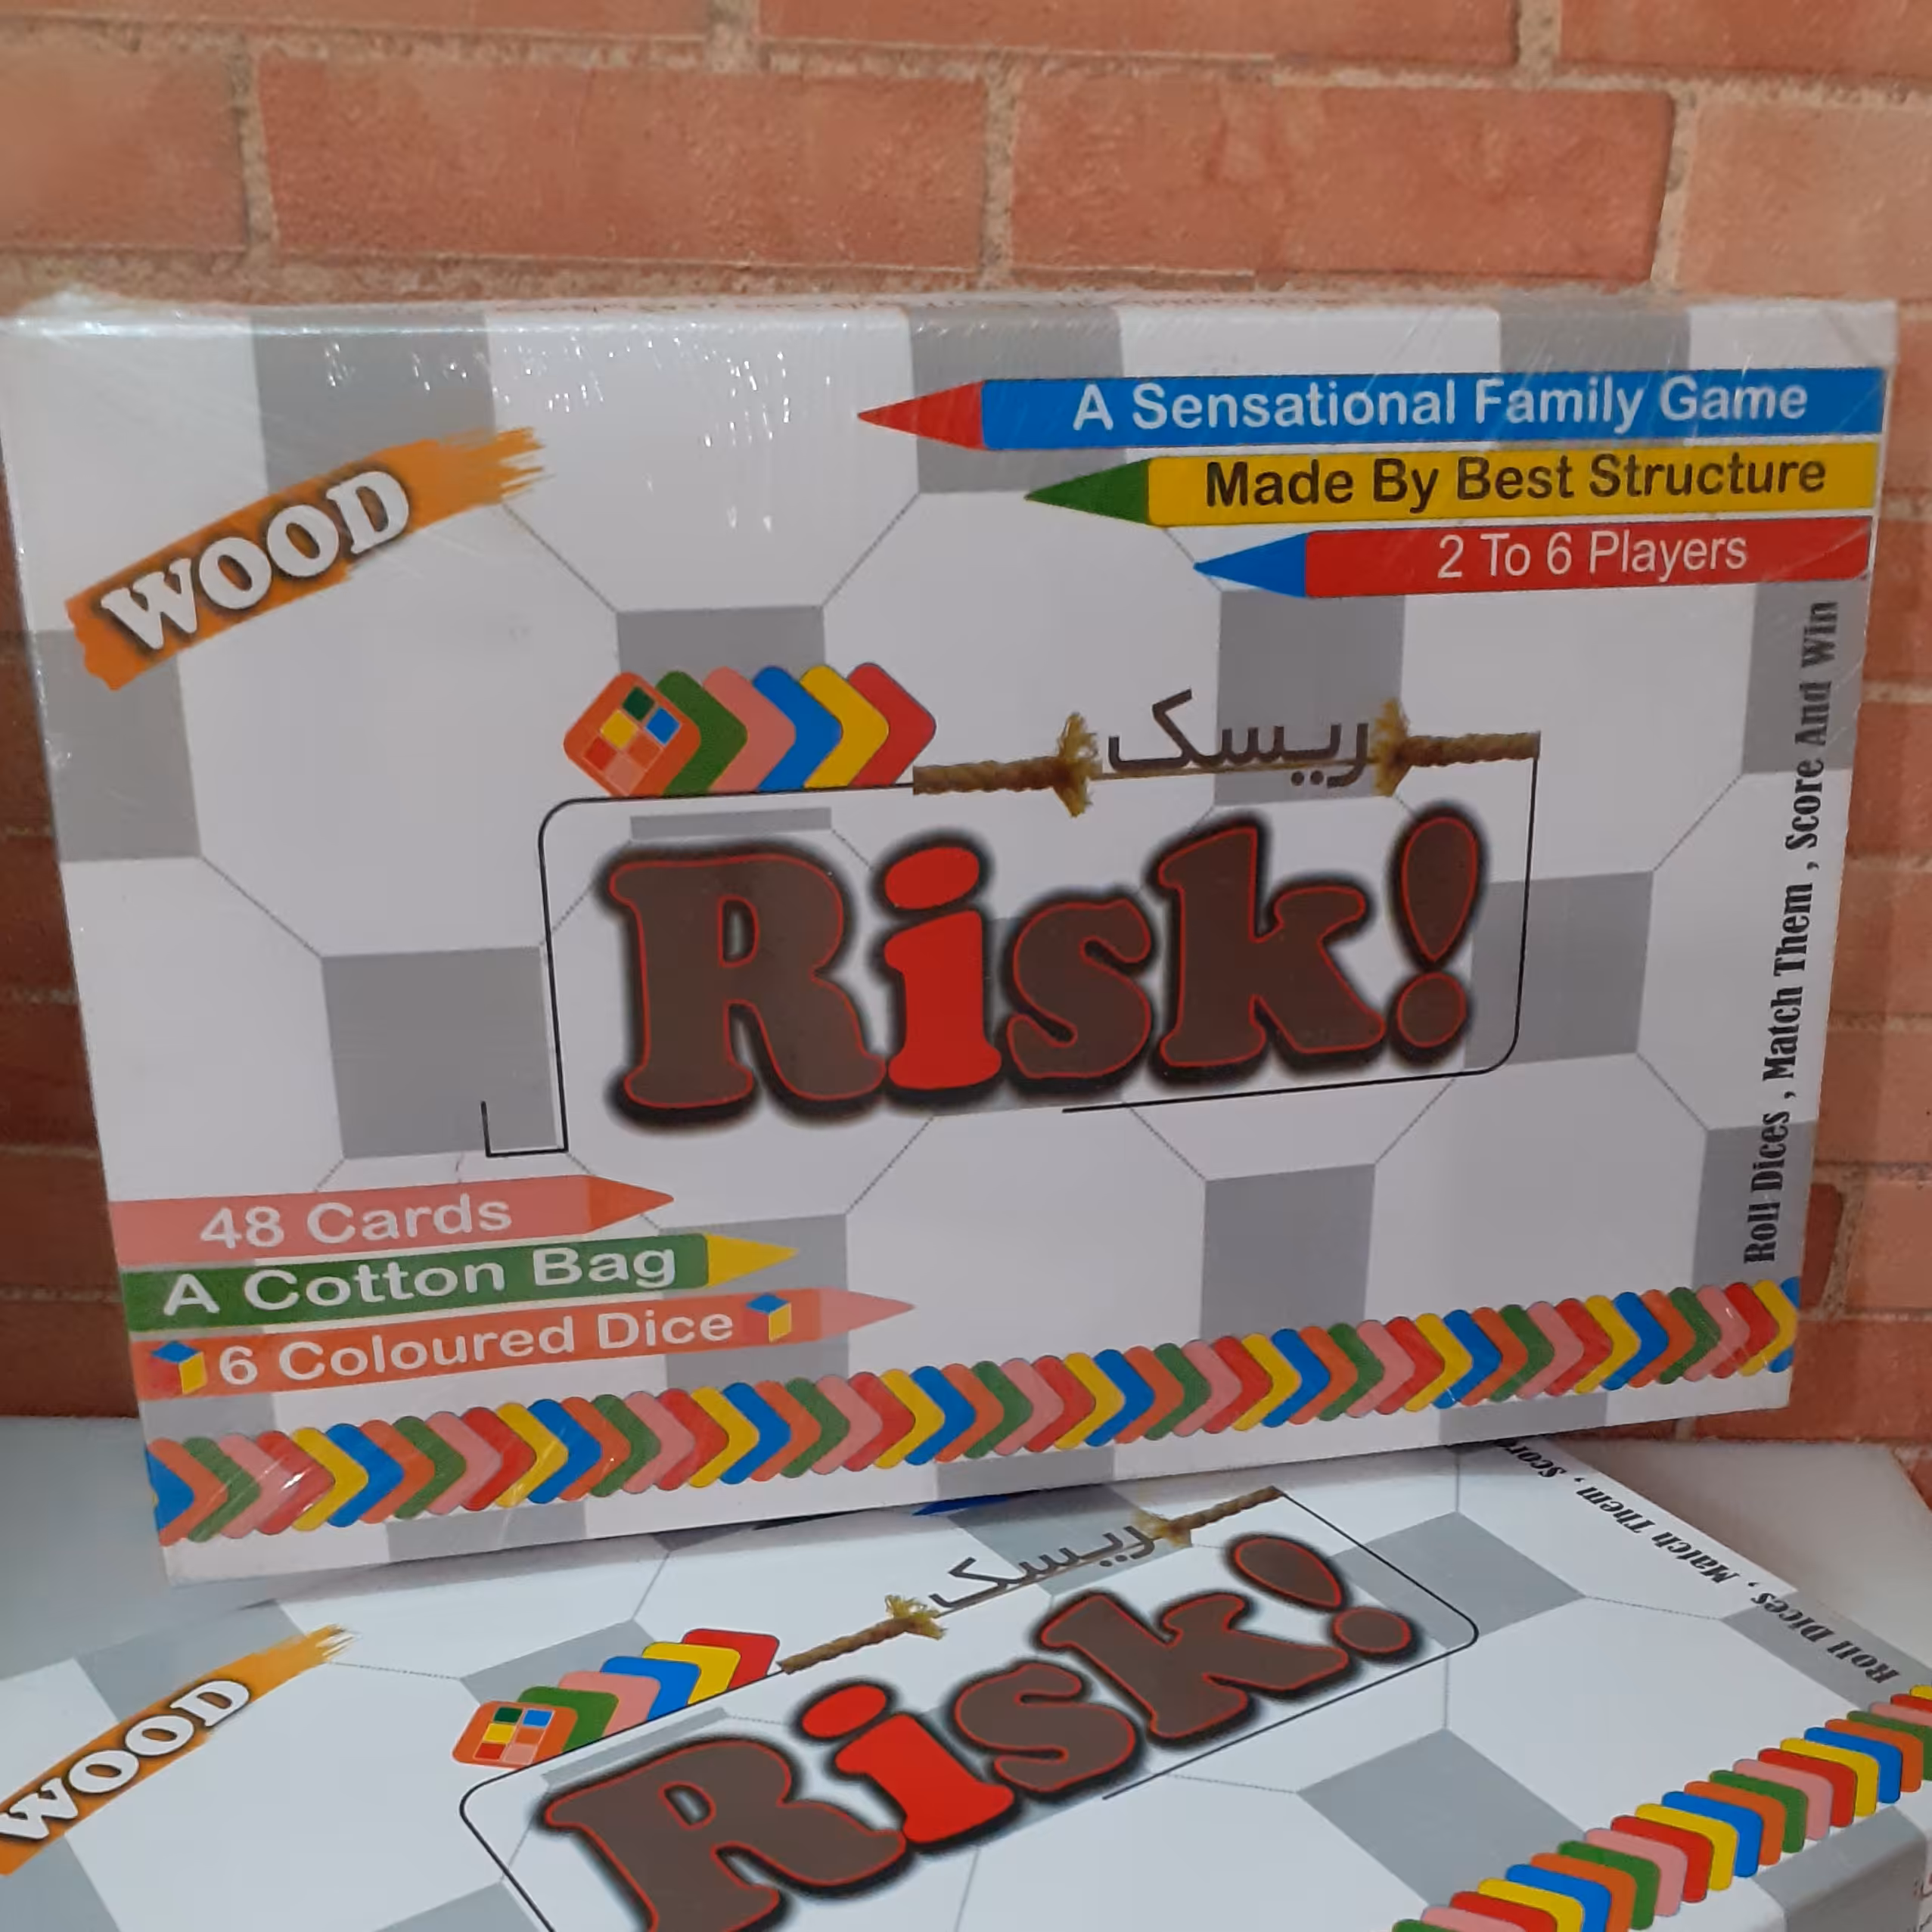 A Sensational Family Game
Made By Best Structure
2 To 6 Players
WOOD
ریسک
Risk!
48 Cards
A Cotton Bag
6 Coloured Dice
Roll Dices , Match Them , Score And Win
WOOD
ریسک
Risk!
Roll Dices , Match Them , Score